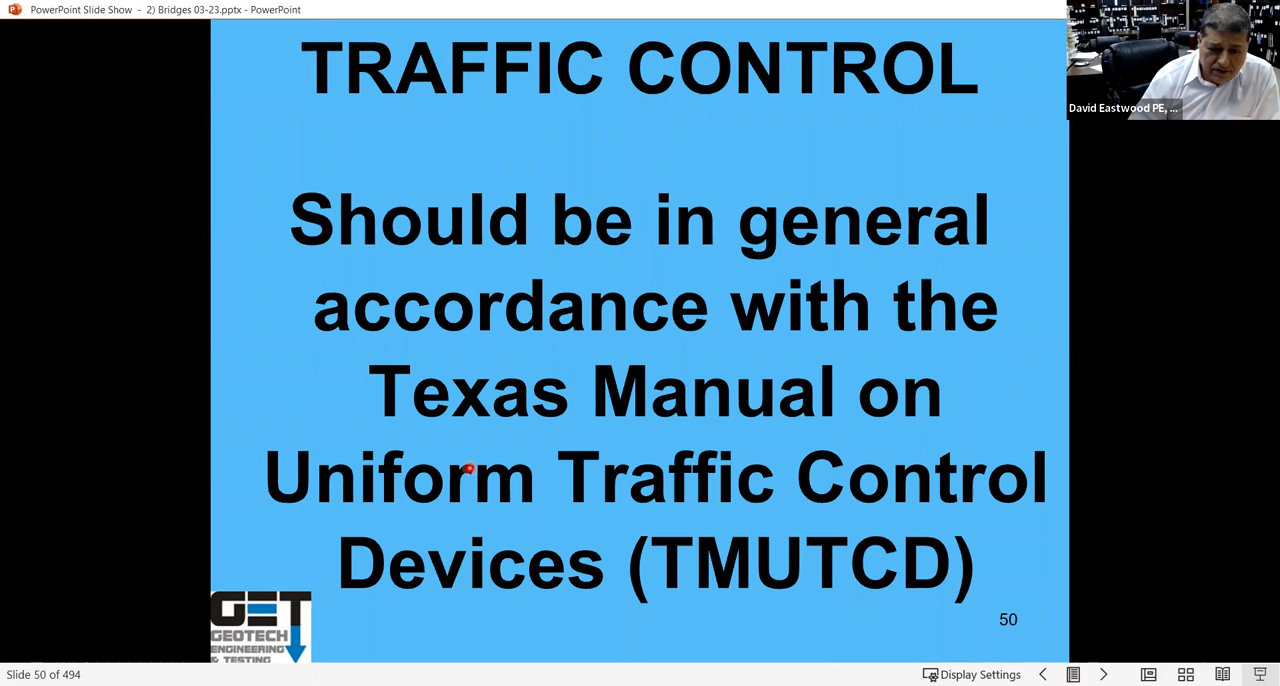 PowerPoint Slide Show - 2) Bridges 03-23.pptx - PowerPoint
David Eastwood PE, ...
TRAFFIC CONTROL
Should be in general
accordance with the
Texas Manual on
Uniform Traffic Control
Devices (TMUTCD)
GET
GEOTECH
ENGINEERING
& TESTING
50
Slide 50 of 494
Display Settings